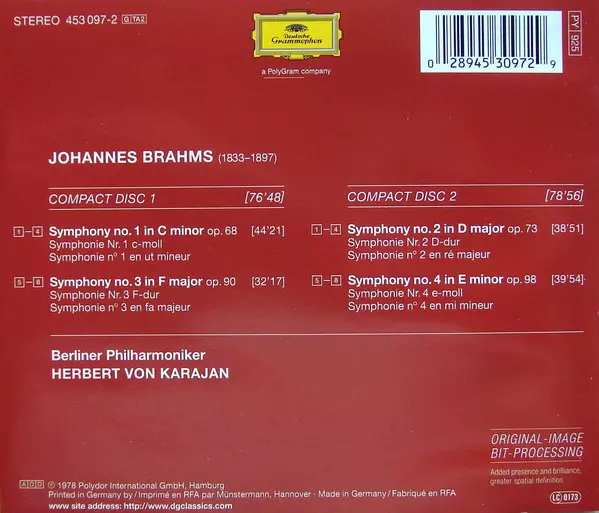 STEREO 453 097-2 G TA2
Deutsche
Grammophon
a PolyGram company
0 28945 30972 9
PY 925
JOHANNES BRAHMS (1833–1897)
COMPACT DISC 1 [76'48]
1–4 Symphony no. 1 in C minor op. 68 [44'21]
Symphonie Nr. 1 c-moll
Symphonie nº 1 en ut mineur
5–8 Symphony no. 3 in F major op. 90 [32'17]
Symphonie Nr. 3 F-dur
Symphonie nº 3 en fa majeur
COMPACT DISC 2 [78'56]
1–4 Symphony no. 2 in D major op. 73 [38'51]
Symphonie Nr. 2 D-dur
Symphonie nº 2 en ré majeur
5–8 Symphony no. 4 in E minor op. 98 [39'54]
Symphonie Nr. 4 e-moll
Symphonie nº 4 en mi mineur
Berliner Philharmoniker
HERBERT VON KARAJAN
ORIGINAL-IMAGE
BIT-PROCESSING
Added presence and brilliance,
greater spatial definition
ADD ℗ 1978 Polydor International GmbH, Hamburg
Printed in Germany by / Imprimé en RFA par Münstermann, Hannover · Made in Germany / Fabriqué en RFA
www site address: http://www.dgclassics.com
LC 0173